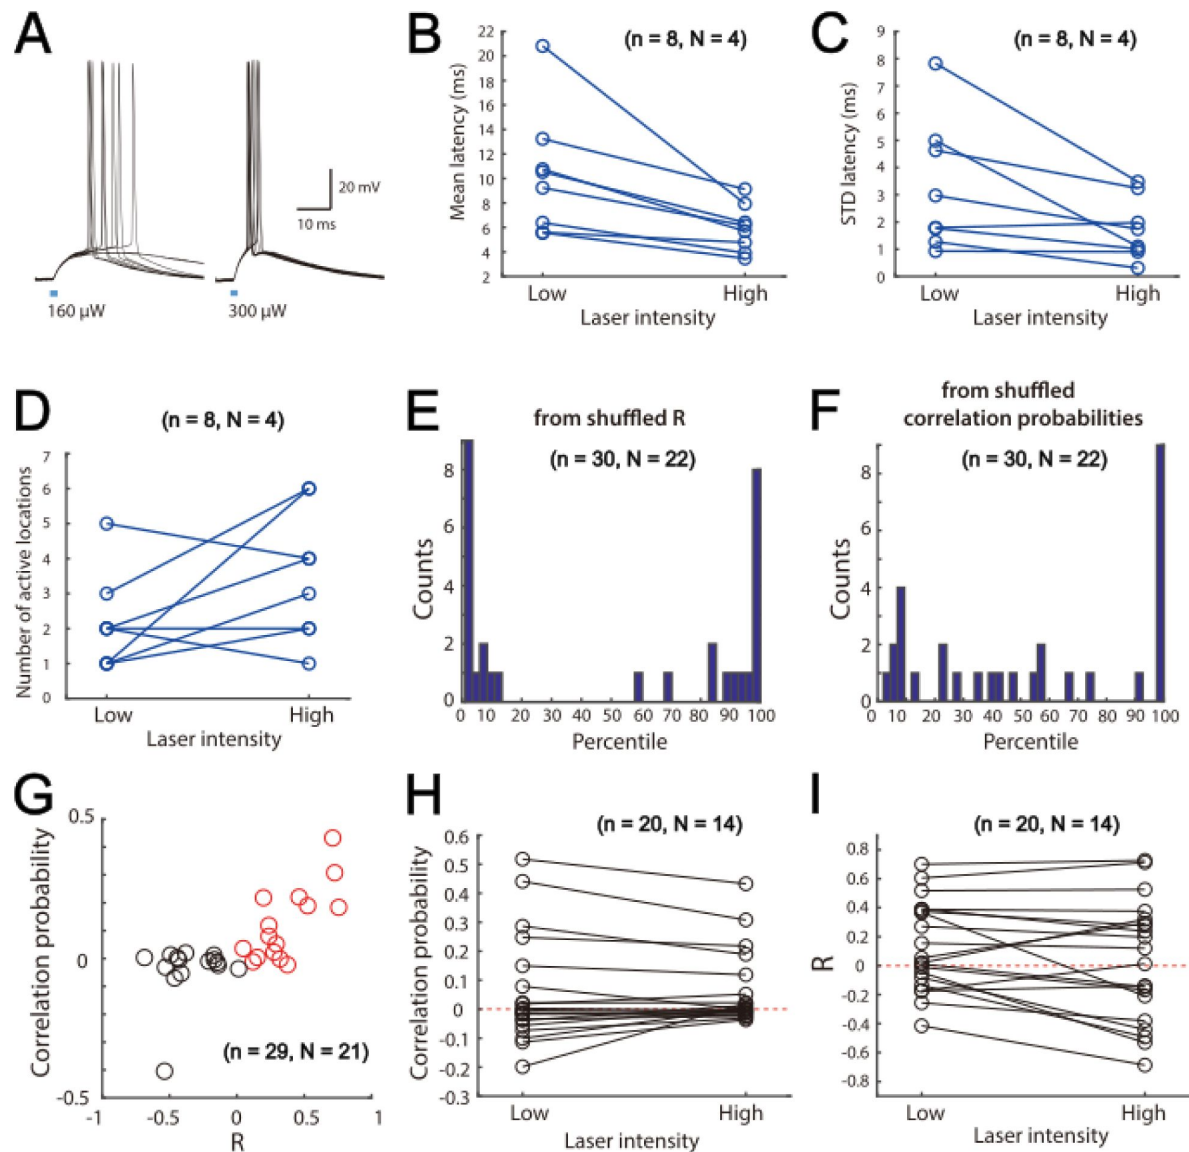 A
20 mV
10 ms
160 µW
300 µW
B
(n = 8, N = 4)
Mean latency (ms)
22
20
18
16
14
12
10
8
6
4
2
Low
High
Laser intensity
C
(n = 8, N = 4)
STD latency (ms)
9
8
7
6
5
4
3
2
1
0
Low
High
Laser intensity
D
(n = 8, N = 4)
Number of active locations
7
6
5
4
3
2
1
0
Low
High
Laser intensity
E
from shuffled R
(n = 30, N = 22)
Counts
8
6
4
2
0
0 10 20 30 40 50 60 70 80 90 100
Percentile
F
from shuffled
correlation probabilities
(n = 30, N = 22)
Counts
8
6
4
2
0
0 10 20 30 40 50 60 70 80 90 100
Percentile
G
Correlation probability
0.5
0
-0.5
(n = 29, N = 21)
-1 -0.5 0 0.5 1
R
H
(n = 20, N = 14)
Correlation probability
0.6
0.5
0.4
0.3
0.2
0.1
0
-0.1
-0.2
-0.3
Low
High
Laser intensity
I
(n = 20, N = 14)
R
0.8
0.6
0.4
0.2
0
-0.2
-0.4
-0.6
-0.8
Low
High
Laser intensity